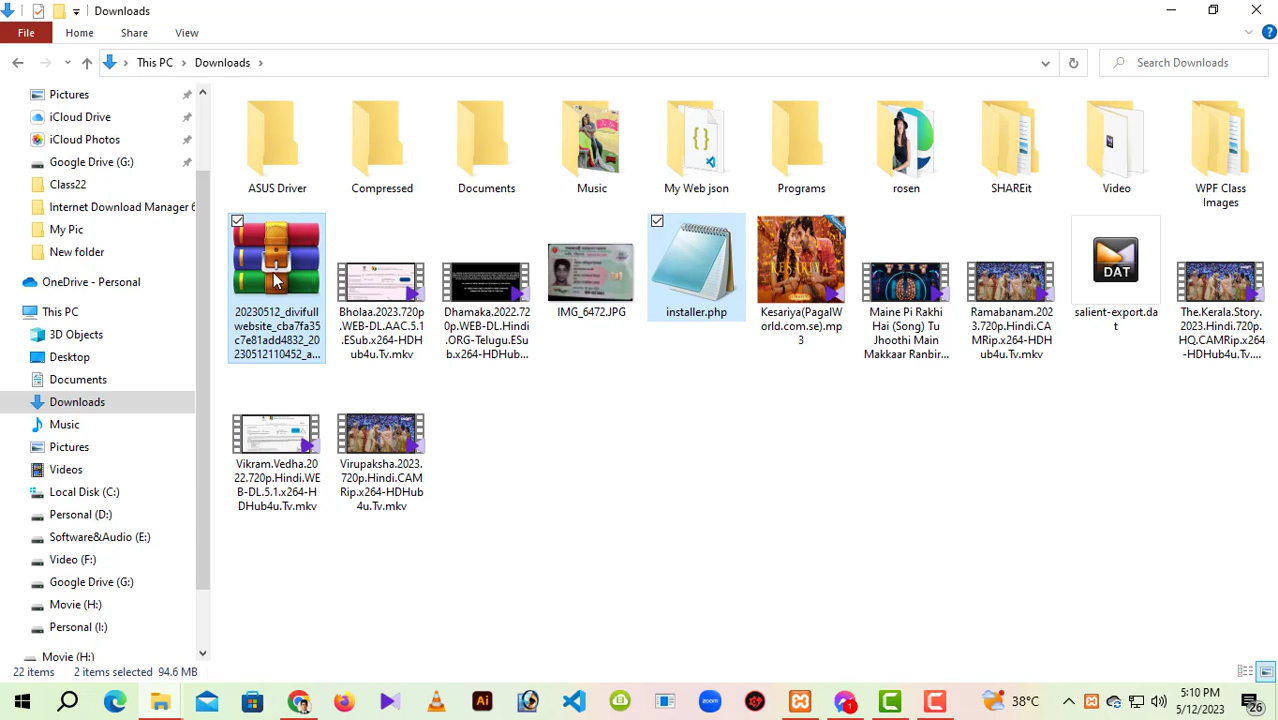 Downloads
File
Home
Share
View
This PC
Downloads
Search Downloads
Pictures
iCloud Drive
iCloud Photos
Google Drive (G:)
Class22
Internet Download Manager 6
My Pic
New folder
OneDrive - Personal
This PC
3D Objects
Desktop
Documents
Downloads
Music
Pictures
Videos
Local Disk (C:)
Personal (D:)
Software&Audio (E:)
Video (F:)
Google Drive (G:)
Movie (H:)
Personal (I:)
Movie (H:)
ASUS Driver
Compressed
Documents
Music
My Web json
Programs
rosen
SHAREit
Video
WPF Class
Images
20230512_divifull
website_cba7fa35
c7e81add4832_20
230512110452_a...
Bholaa.2023.720p
.WEB-DL.AAC.5.1
.ESub.x264-HDH
ub4u.Tv.mkv
Dhamaka.2022.72
0p.WEB-DL.Hindi
.ORG-Telugu.ESu
b.x264-HDHub...
IMG_6472.JPG
installer.php
Kesariya(PagalW
orld.com.se).mp
3
Maine Pi Rakhi
Hai (Song) Tu
Jhoothi Main
Makkaar Ranbir...
Ramabanam.202
3.720p.Hindi.CA
MRip.x264-HDH
ub4u.Tv.mkv
DAT
salient-export.da
t
The.Kerala.Story.
2023.Hindi.720p.
HQ.CAMRip.x264
-HDHub4u.Tv....
Vikram.Vedha.20
22.720p.Hindi.WE
B-DL.5.1.x264-H
DHub4u.Tv.mkv
Virupaksha.2023.
720p.Hindi.CAM
Rip.x264-HDHub
4u.Tv.mkv
22 items
2 items selected 94.6 MB
Ai
zoom
1
38°C
5:10 PM
5/12/2023
26